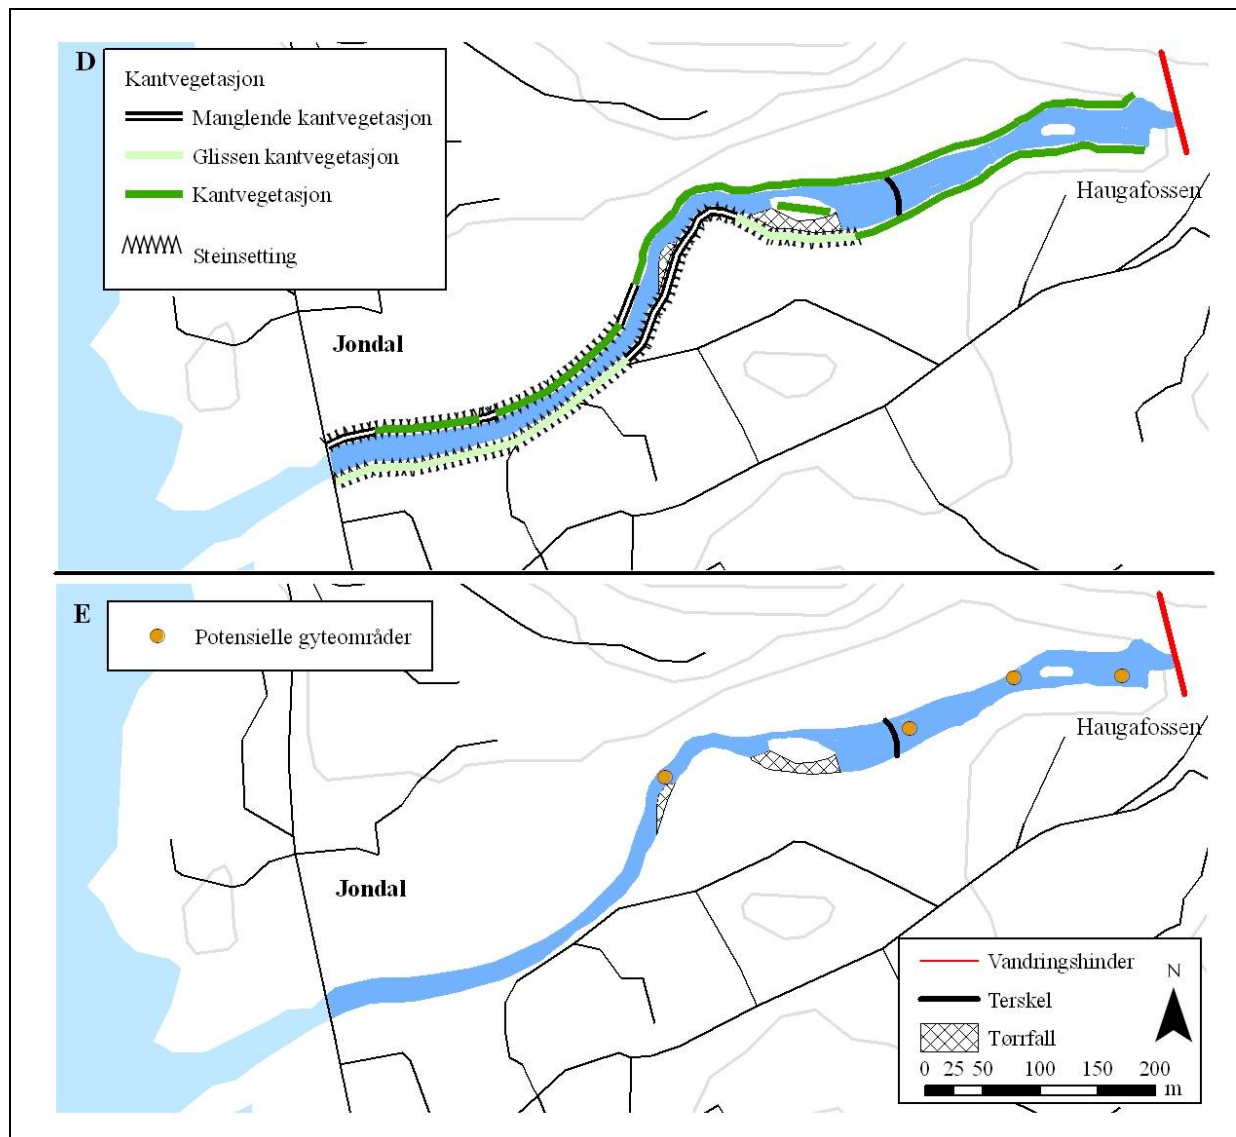 D
Kantvegetasjon
Manglende kantvegetasjon
Glissen kantvegetasjon
Kantvegetasjon
Steinsetting
Haugafossen
Jondal
E
Potensielle gyteområder
Haugafossen
Jondal
Vandringshinder
Terskel
Tørrfall
N
0 25 50 100 150 200
m